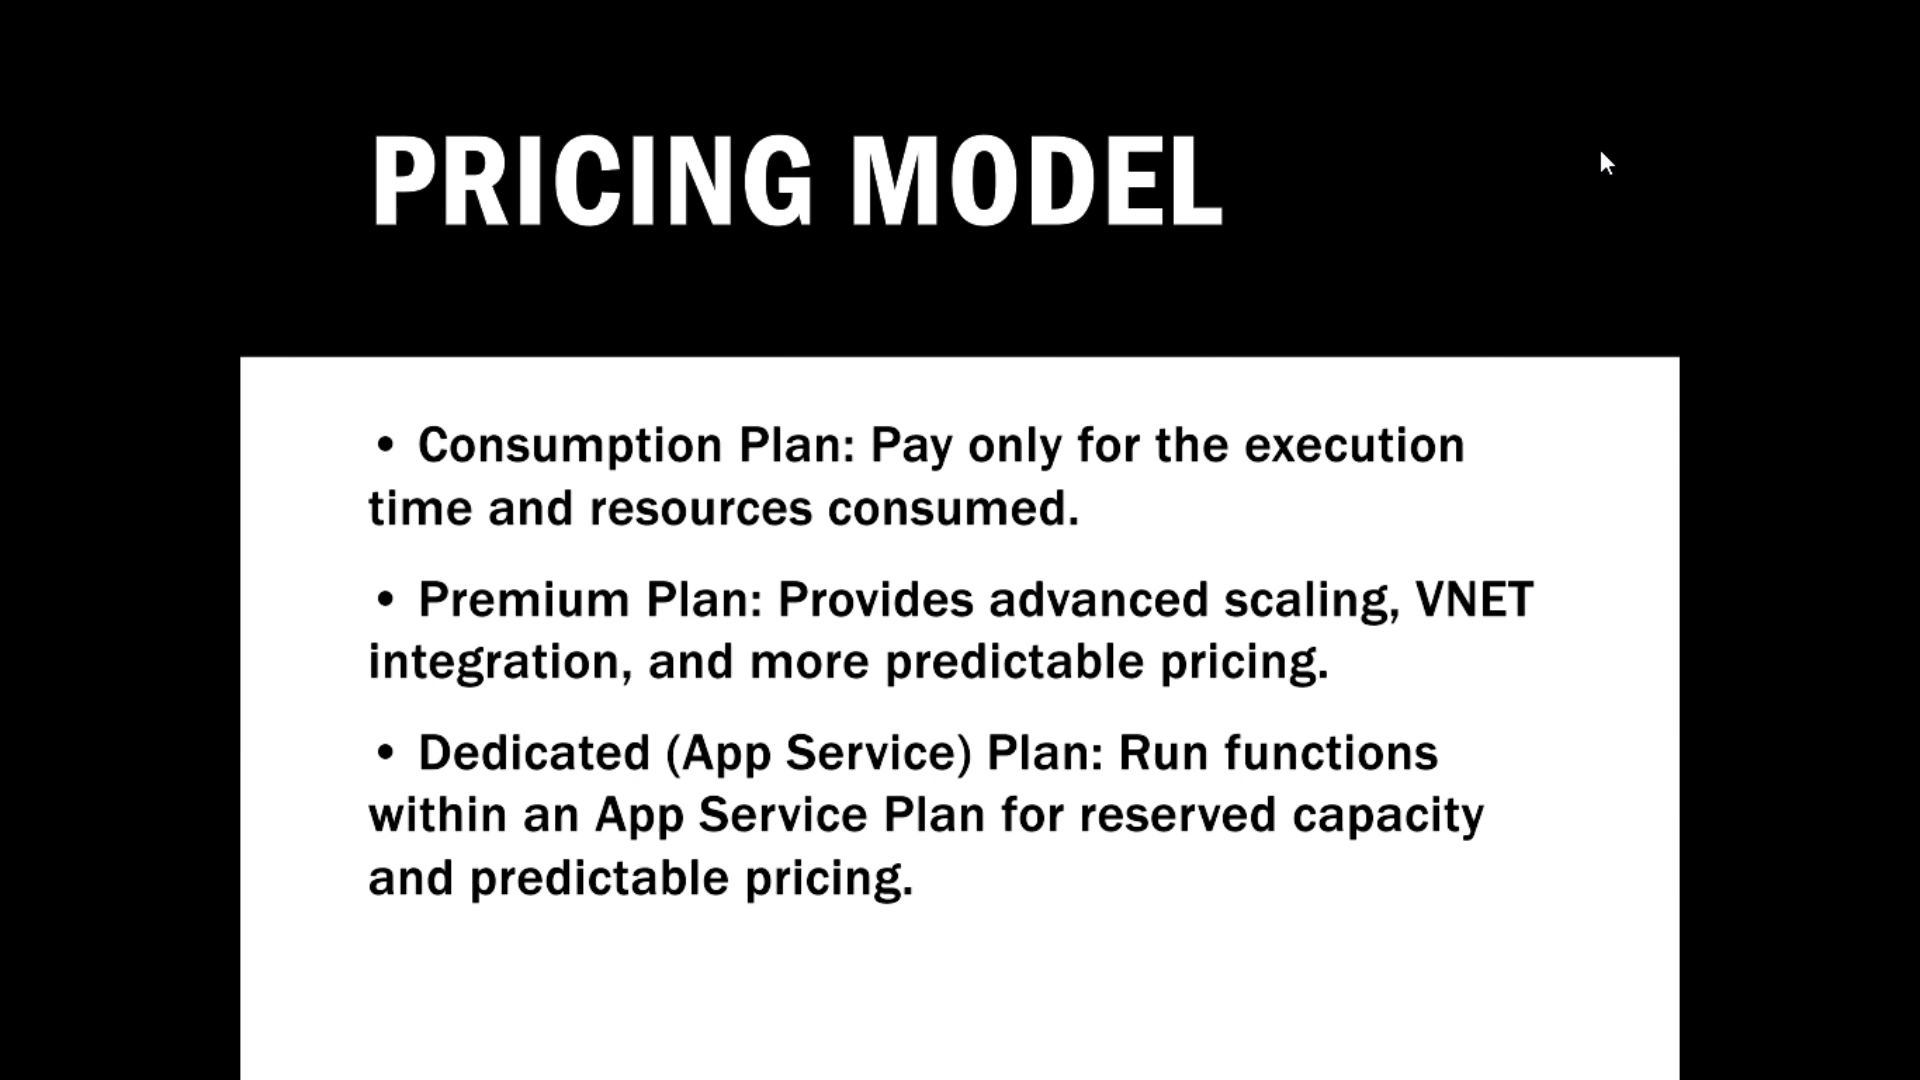 PRICING MODEL
• Consumption Plan: Pay only for the execution
time and resources consumed.
• Premium Plan: Provides advanced scaling, VNET
integration, and more predictable pricing.
• Dedicated (App Service) Plan: Run functions
within an App Service Plan for reserved capacity
and predictable pricing.